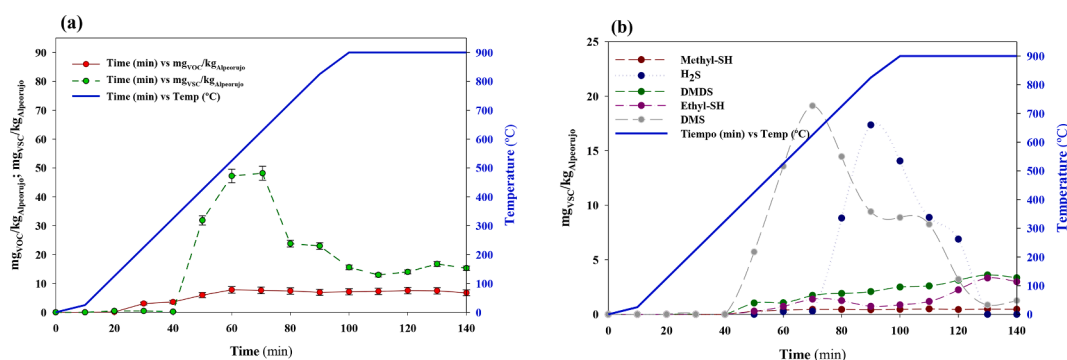 (a)
90
80
70
60
50
40
30
20
10
0
mgVOC/kgAlpeorujo; mgVSC/kgAlpeorujo
Time (min) vs mgVOC/kgAlpeorujo
Time (min) vs mgVSC/kgAlpeorujo
Time (min) vs Temp (ºC)
900
800
700
600
500
400
300
200
100
0
Temperature (ºC)
0 20 40 60 80 100 120 140
Time (min)
(b)
25
20
15
10
5
0
mgVSC/kgAlpeorujo
Methyl-SH
H2S
DMDS
Ethyl-SH
DMS
Tiempo (min) vs Temp (ºC)
900
800
700
600
500
400
300
200
100
0
Temperature (ºC)
0 20 40 60 80 100 120 140
Time (min)